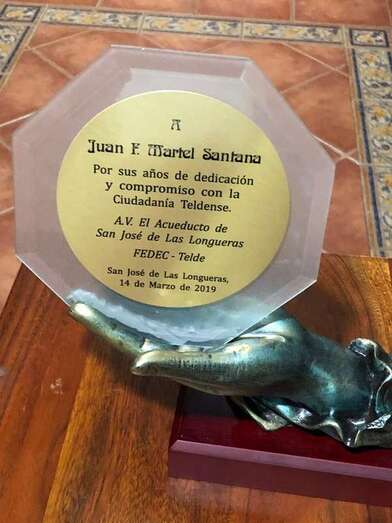 A
Juan F. Martel Santana
Por sus años de dedicación
y compromiso con la
Ciudadanía Teldense.
A.V. El Acueducto de
San José de Las Longueras
FEDEC - Telde
San José de Las Longueras,
14 de Marzo de 2019